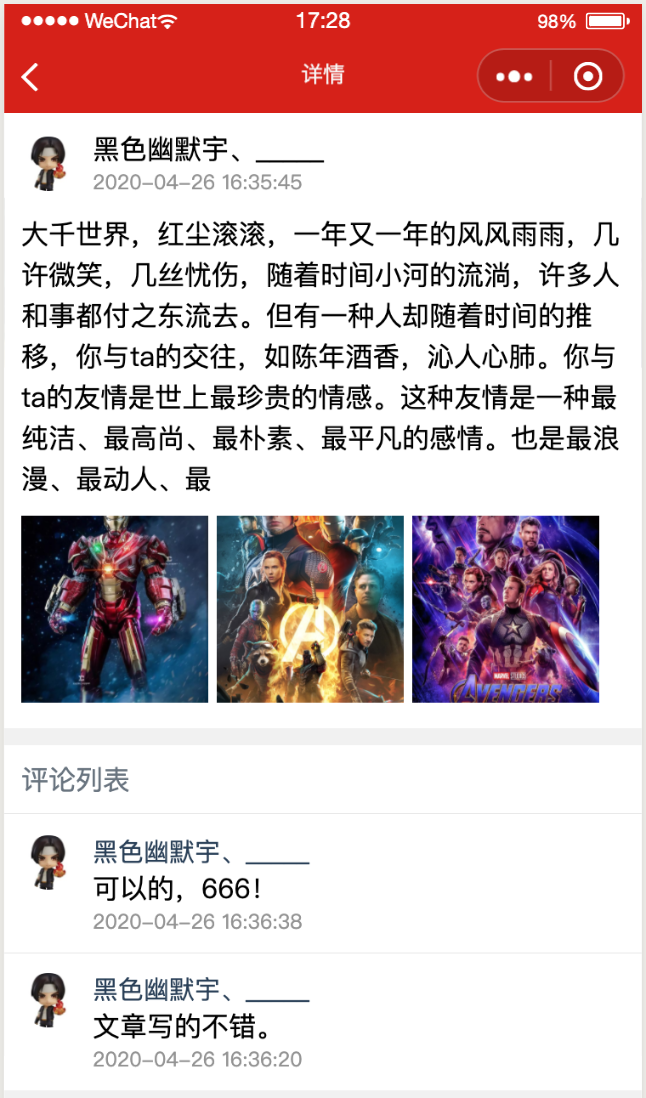 ●●●●● WeChat 17:28 98%
详情
黑色幽默宇、_____
2020-04-26 16:35:45
大千世界，红尘滚滚，一年又一年的风风雨雨，几
许微笑，几丝忧伤，随着时间小河的流淌，许多人
和事都付之东流去。但有一种人却随着时间的推
移，你与ta的交往，如陈年酒香，沁人心肺。你与
ta的友情是世上最珍贵的情感。这种友情是一种最
纯洁、最高尚、最朴素、最平凡的感情。也是最浪
漫、最动人、最
A
MARVEL STUDIOS
AVENGERS
评论列表
黑色幽默宇、_____
可以的，666！
2020-04-26 16:36:38
黑色幽默宇、_____
文章写的不错。
2020-04-26 16:36:20